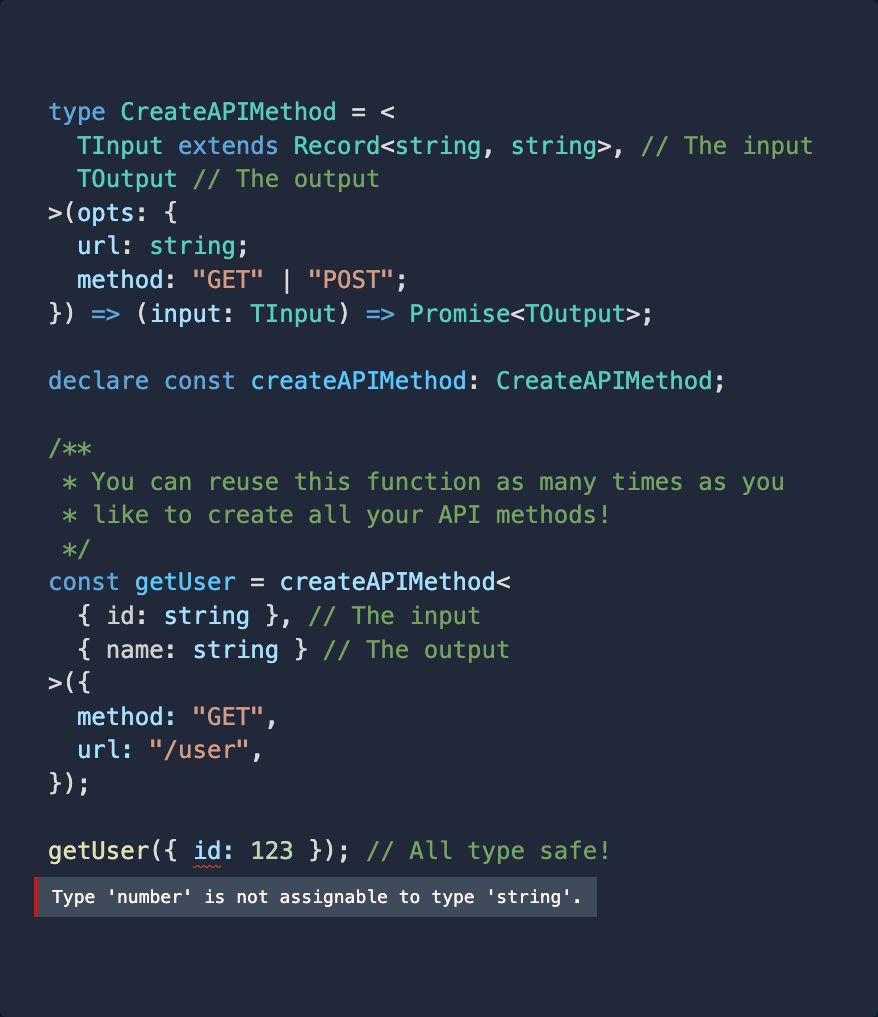 type CreateAPIMethod = <
  TInput extends Record<string, string>, // The input
  TOutput // The output
>(opts: {
  url: string;
  method: "GET" | "POST";
}) => (input: TInput) => Promise<TOutput>;

declare const createAPIMethod: CreateAPIMethod;

/**
 * You can reuse this function as many times as you
 * like to create all your API methods!
 */
const getUser = createAPIMethod<
  { id: string }, // The input
  { name: string } // The output
>({
  method: "GET",
  url: "/user",
});

getUser({ id: 123 }); // All type safe!
Type 'number' is not assignable to type 'string'.